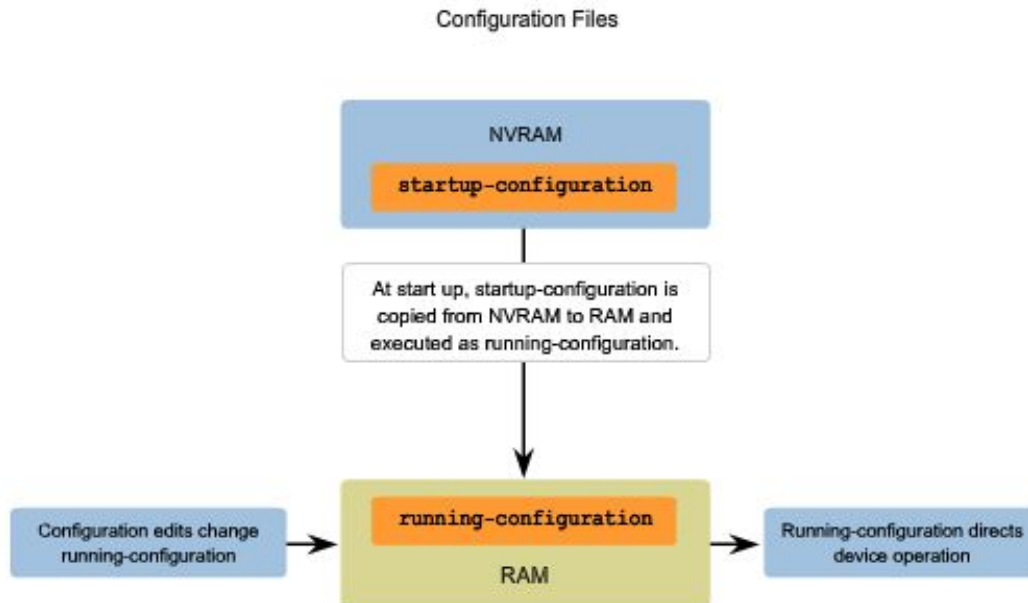 Configuration Files
NVRAM
startup-configuration
At start up, startup-configuration is
copied from NVRAM to RAM and
executed as running-configuration.
Configuration edits change
running-configuration
running-configuration
RAM
Running-configuration directs
device operation